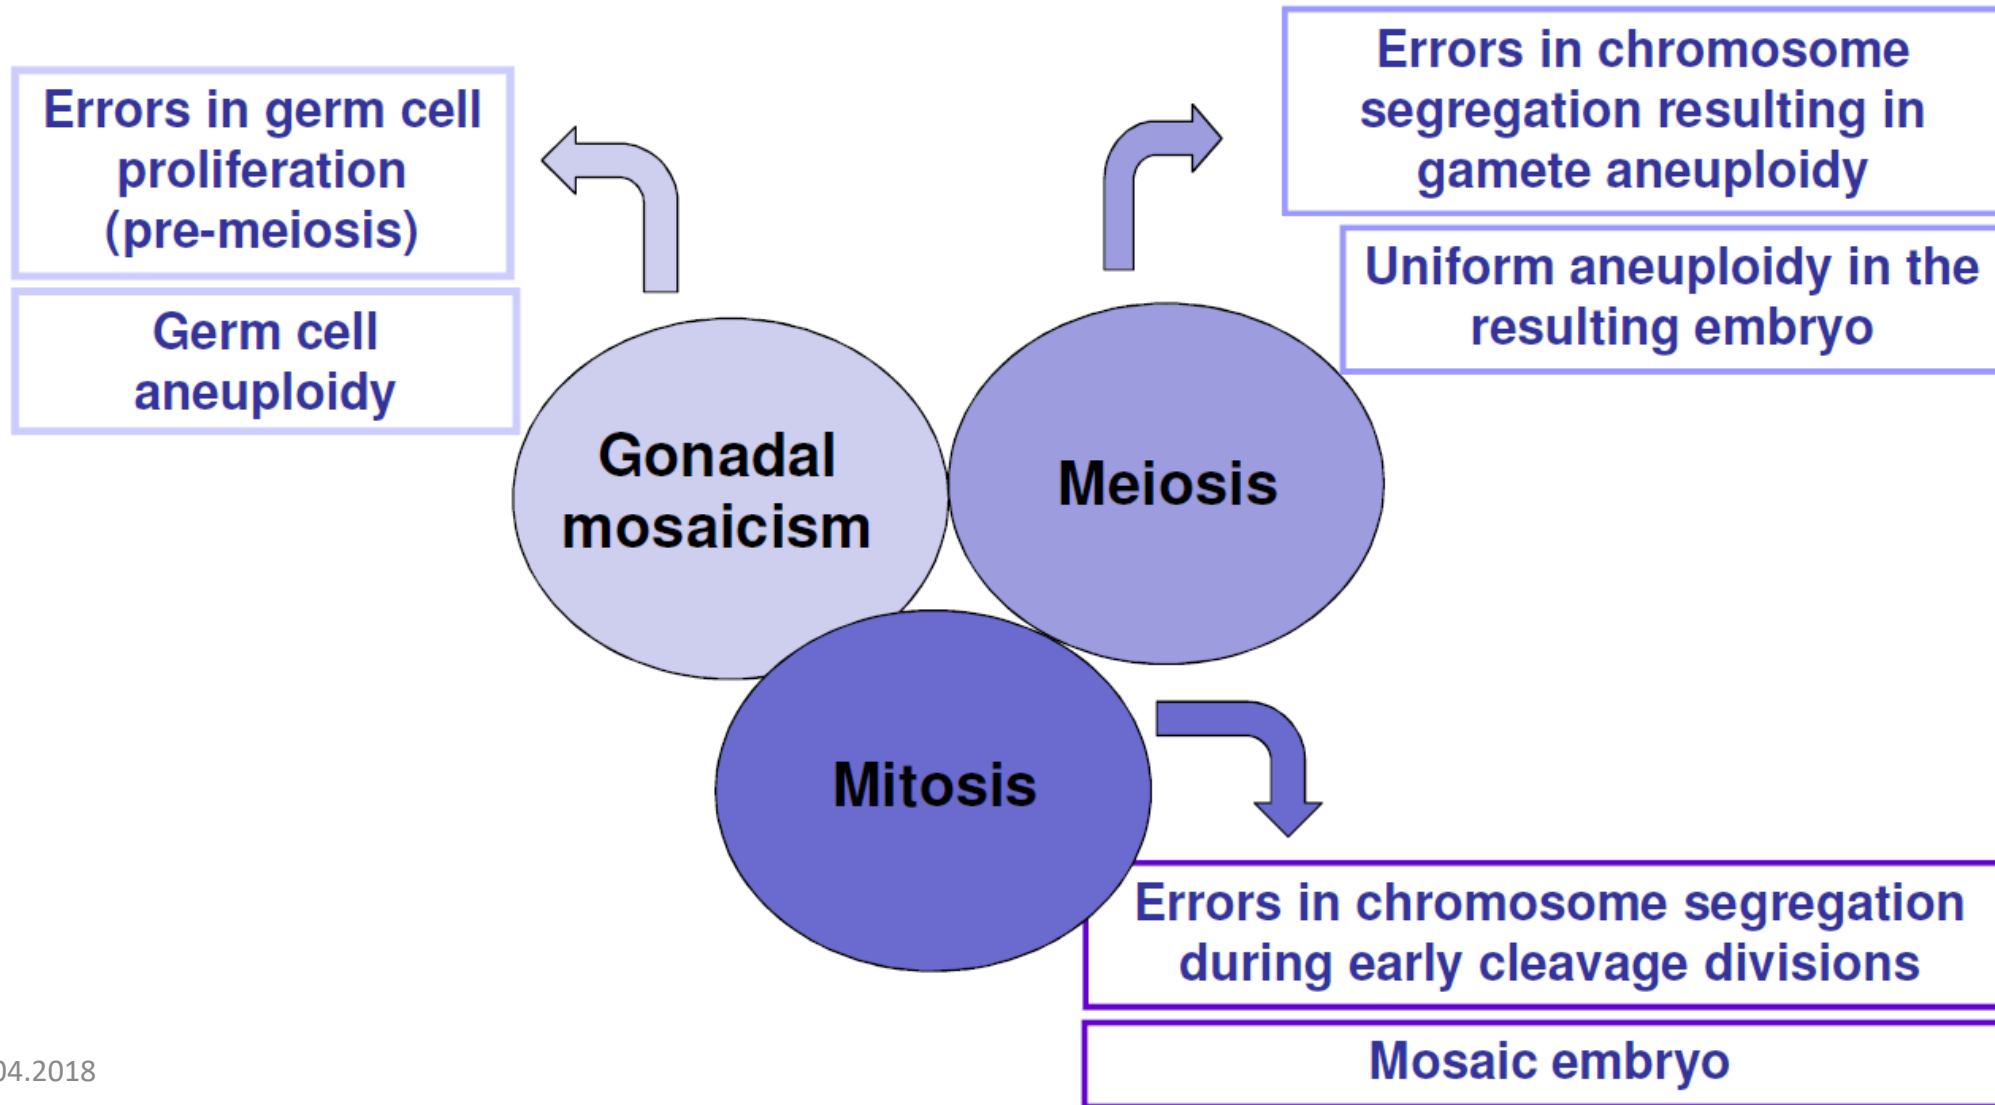 Errors in germ cell
proliferation
(pre-meiosis)
Germ cell
aneuploidy
Errors in chromosome
segregation resulting in
gamete aneuploidy
Uniform aneuploidy in the
resulting embryo
Gonadal
mosaicism
Meiosis
Mitosis
Errors in chromosome segregation
during early cleavage divisions
Mosaic embryo
04.2018